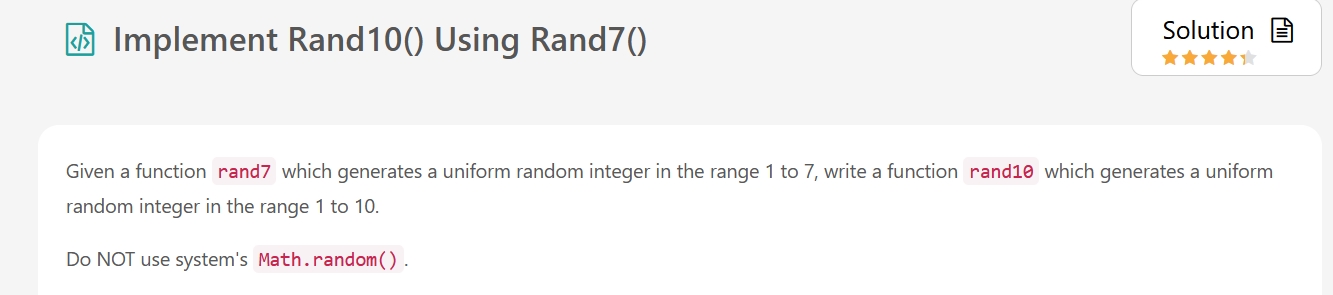 Implement Rand10() Using Rand7()
Solution
Given a function rand7 which generates a uniform random integer in the range 1 to 7, write a function rand10 which generates a uniform
random integer in the range 1 to 10.
Do NOT use system's Math.random().